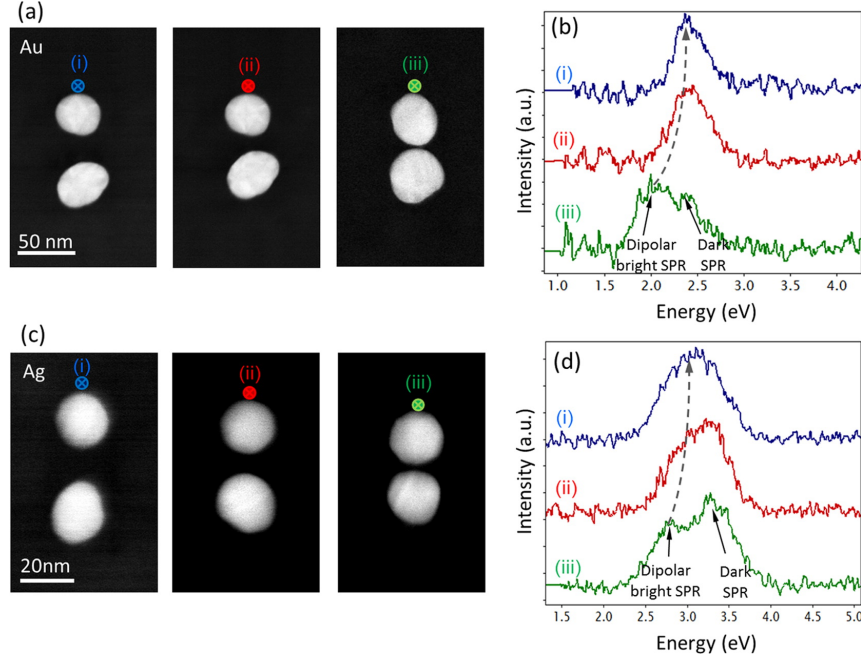 (a)
Au
(i)
(ii)
(iii)
50 nm
(b)
(i)
(ii)
(iii)
Dipolar
bright SPR
Dark
SPR
Intensity (a.u.)
1.0 1.5 2.0 2.5 3.0 3.5 4.0
Energy (eV)
(c)
Ag
(i)
(ii)
(iii)
20nm
(d)
(i)
(ii)
(iii)
Dipolar
bright SPR
Dark
SPR
Intensity (a.u.)
1.5 2.0 2.5 3.0 3.5 4.0 4.5 5.0
Energy (eV)